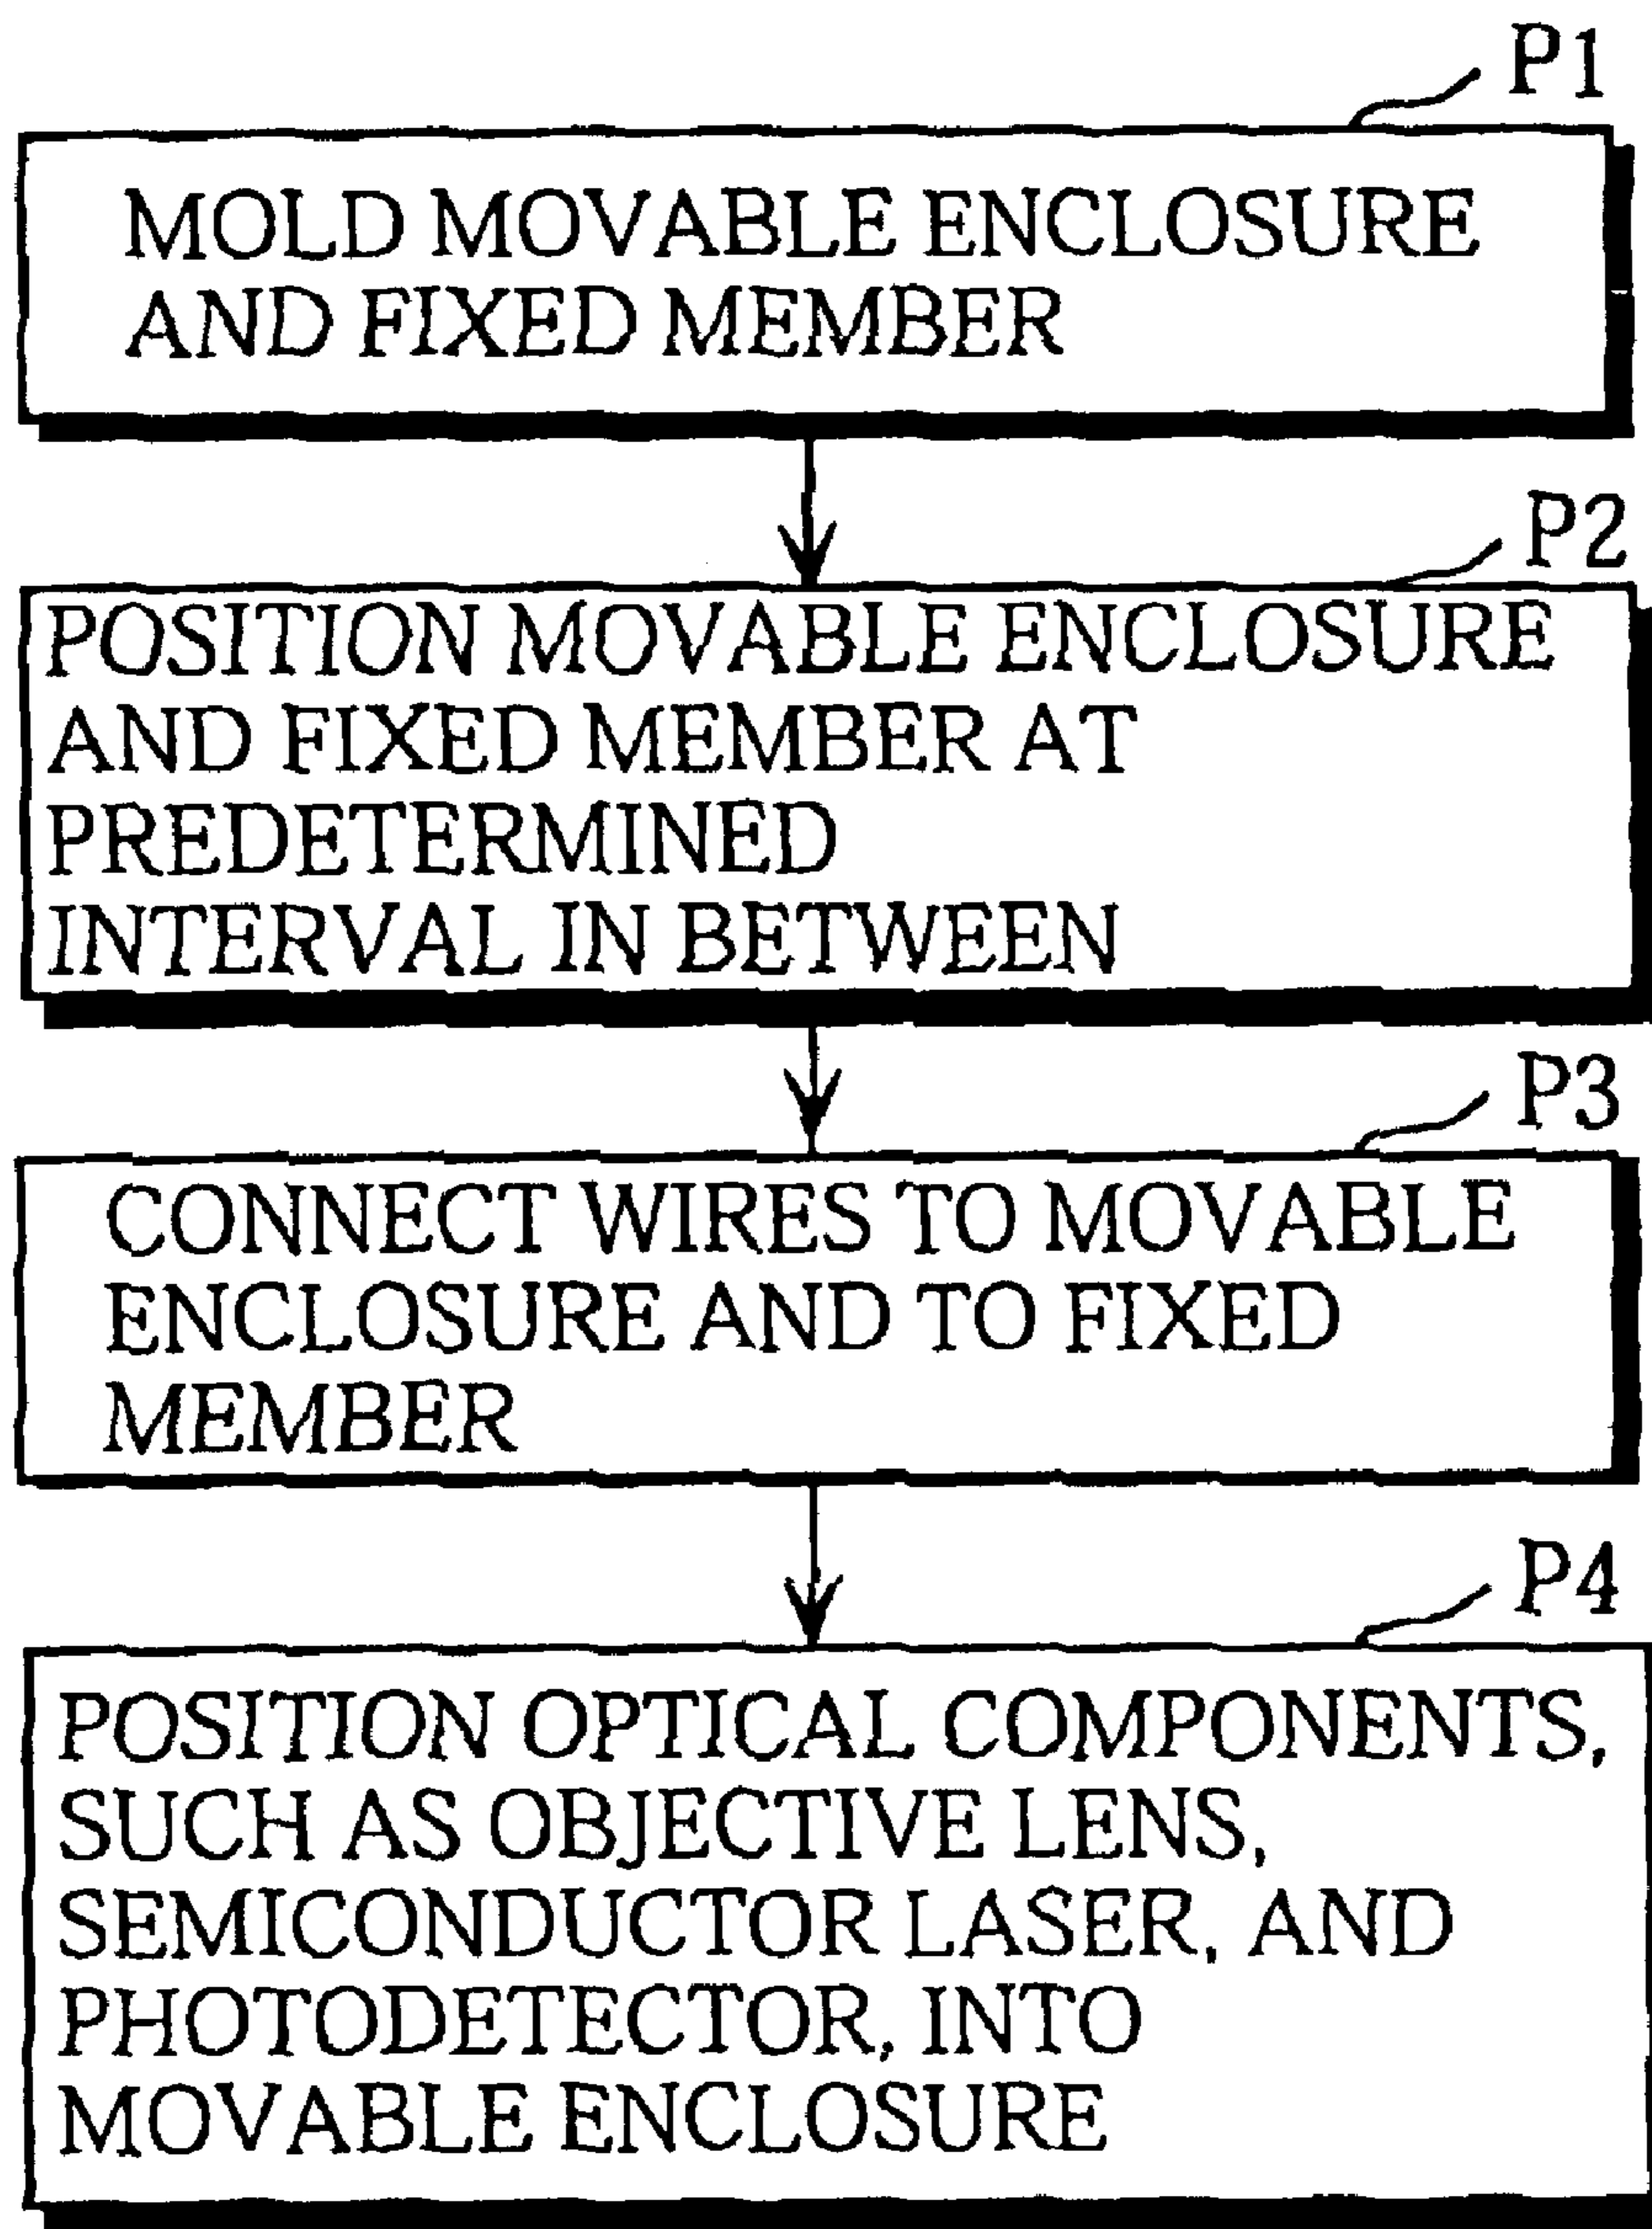 P1
MOLD MOVABLE ENCLOSURE
AND FIXED MEMBER
P2
POSITION MOVABLE ENCLOSURE
AND FIXED MEMBER AT
PREDETERMINED
INTERVAL IN BETWEEN
P3
CONNECT WIRES TO MOVABLE
ENCLOSURE AND TO FIXED
MEMBER
P4
POSITION OPTICAL COMPONENTS,
SUCH AS OBJECTIVE LENS,
SEMICONDUCTOR LASER, AND
PHOTODETECTOR, INTO
MOVABLE ENCLOSURE